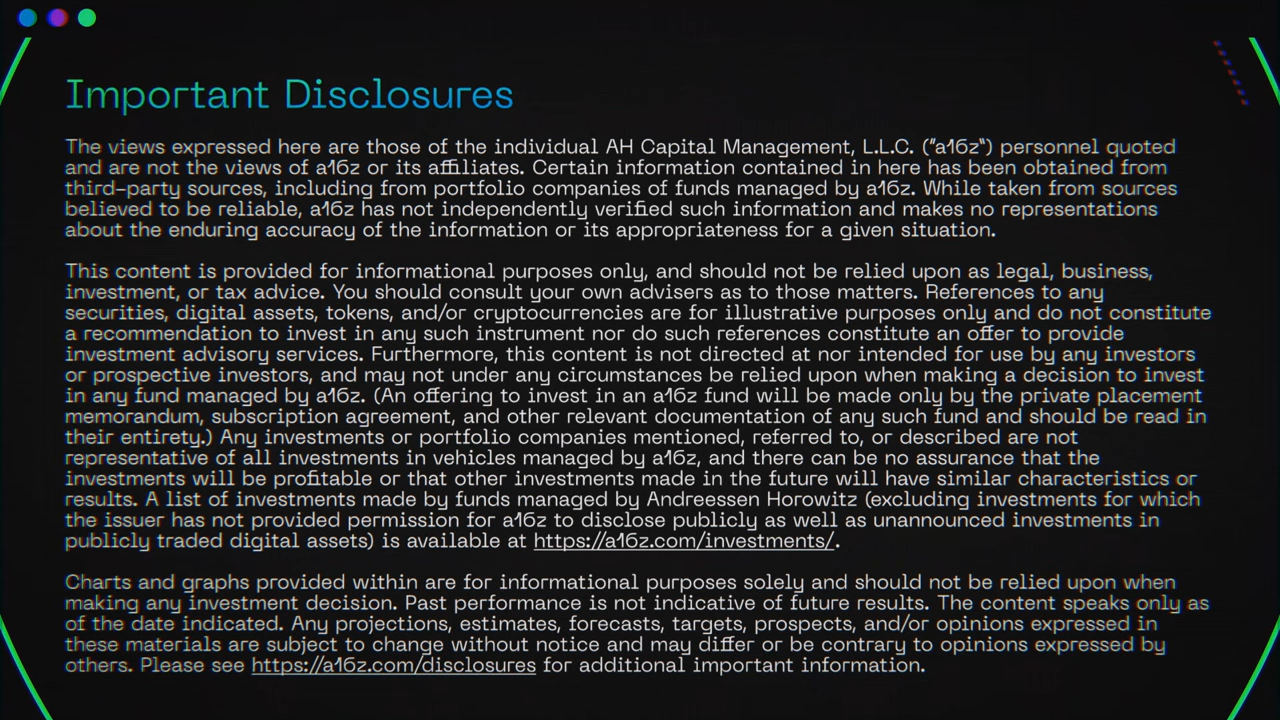 Important Disclosures
The views expressed here are those of the individual AH Capital Management, L.L.C. ("a16z") personnel quoted
and are not the views of a16z or its affiliates. Certain information contained in here has been obtained from
third-party sources, including from portfolio companies of funds managed by a16z. While taken from sources
believed to be reliable, a16z has not independently verified such information and makes no representations
about the enduring accuracy of the information or its appropriateness for a given situation.
This content is provided for informational purposes only, and should not be relied upon as legal, business,
investment, or tax advice. You should consult your own advisers as to those matters. References to any
securities, digital assets, tokens, and/or cryptocurrencies are for illustrative purposes only and do not constitute
a recommendation to invest in any such instrument nor do such references constitute an offer to provide
investment advisory services. Furthermore, this content is not directed at nor intended for use by any investors
or prospective investors, and may not under any circumstances be relied upon when making a decision to invest
in any fund managed by a16z. (An offering to invest in an a16z fund will be made only by the private placement
memorandum, subscription agreement, and other relevant documentation of any such fund and should be read in
their entirety.) Any investments or portfolio companies mentioned, referred to, or described are not
representative of all investments in vehicles managed by a16z, and there can be no assurance that the
investments will be profitable or that other investments made in the future will have similar characteristics or
results. A list of investments made by funds managed by Andreessen Horowitz (excluding investments for which
the issuer has not provided permission for a16z to disclose publicly as well as unannounced investments in
publicly traded digital assets) is available at https://a16z.com/investments/.
Charts and graphs provided within are for informational purposes solely and should not be relied upon when
making any investment decision. Past performance is not indicative of future results. The content speaks only as
of the date indicated. Any projections, estimates, forecasts, targets, prospects, and/or opinions expressed in
these materials are subject to change without notice and may differ or be contrary to opinions expressed by
others. Please see https://a16z.com/disclosures for additional important information.